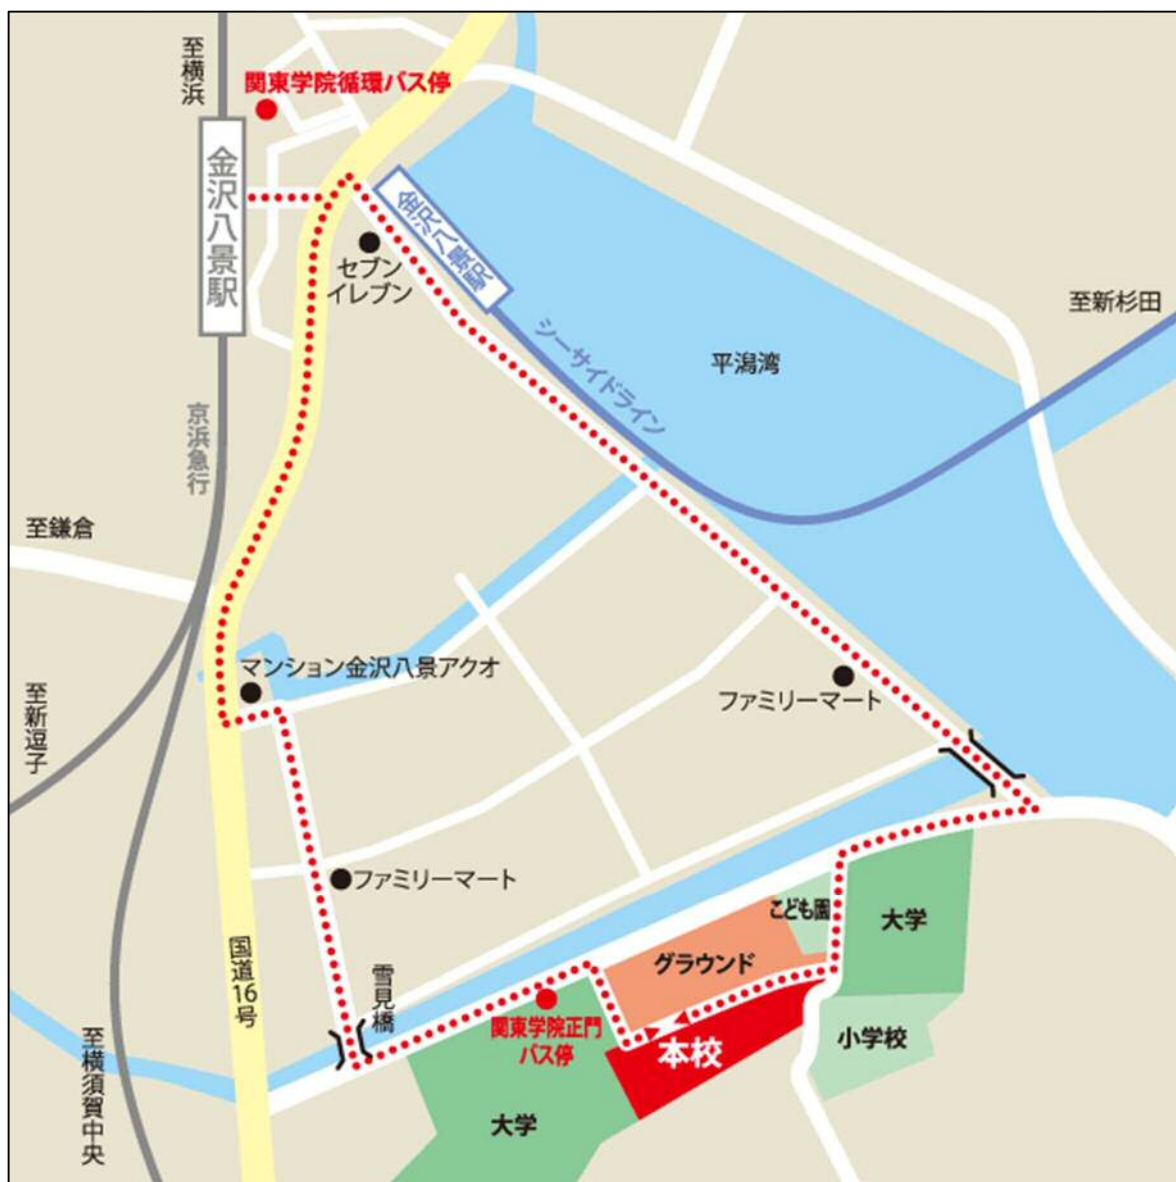 至横浜
関東学院循環バス停
金沢八景駅
金沢八景駅
セブン
イレブン
シーサイドライン
平潟湾
至新杉田
京浜急行
至鎌倉
マンション金沢八景アクオ
至新逗子
ファミリーマート
ファミリーマート
こども園
大学
グラウンド
国道16号
雪見橋
関東学院正門
バス停
本校
小学校
至横須賀中央
大学